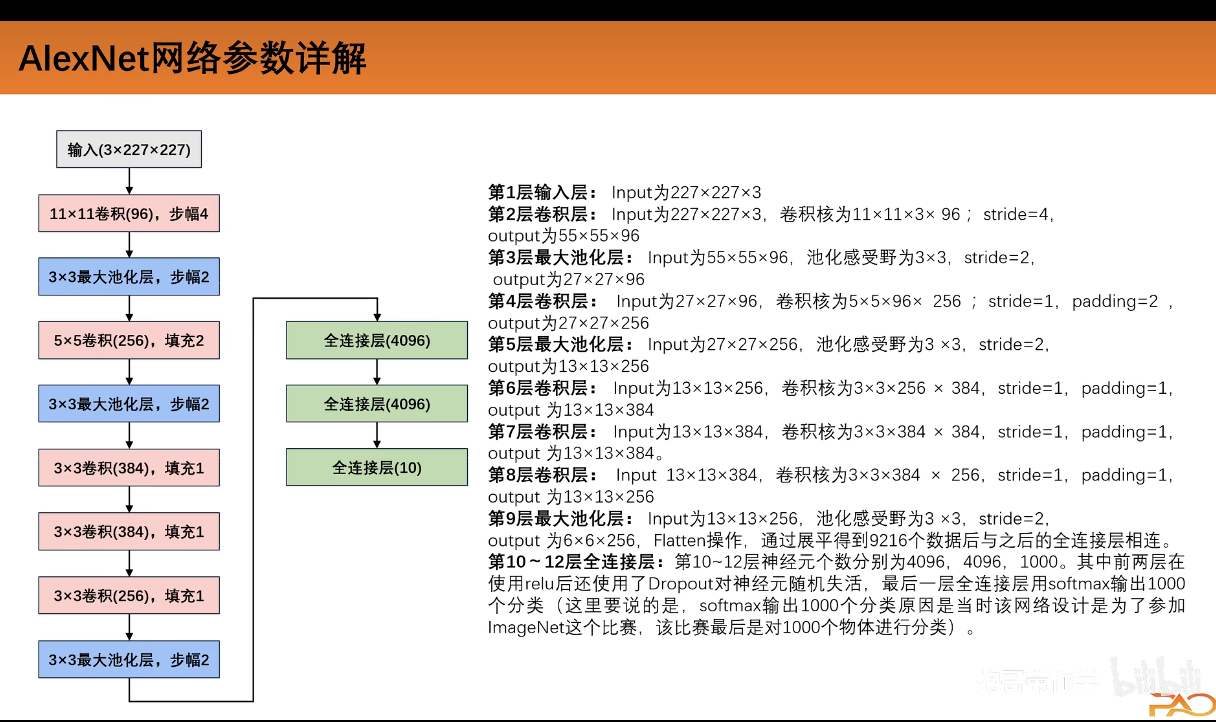 AlexNet网络参数详解
输入(3×227×227)
11×11卷积(96)，步幅4
3×3最大池化层，步幅2
5×5卷积(256)，填充2
3×3最大池化层，步幅2
3×3卷积(384)，填充1
3×3卷积(384)，填充1
3×3卷积(256)，填充1
3×3最大池化层，步幅2
全连接层(4096)
全连接层(4096)
全连接层(10)
第1层输入层： Input为227×227×3
第2层卷积层： Input为227×227×3，卷积核为11×11×3× 96； stride=4，
output为55×55×96
第3层最大池化层： Input为55×55×96，池化感受野为3×3，stride=2，
output为27×27×96
第4层卷积层： Input为27×27×96，卷积核为5×5×96× 256 ；stride=1，padding=2 ，
output为27×27×256
第5层最大池化层： Input为27×27×256，池化感受野为3 ×3，stride=2，
output为13×13×256
第6层卷积层： Input为13×13×256，卷积核为3×3×256 × 384，stride=1，padding=1，
output 为13×13×384
第7层卷积层： Input为13×13×384，卷积核为3×3×384 × 384，stride=1，padding=1，
output 为13×13×384。
第8层卷积层： Input 13×13×384，卷积核为3×3×384 × 256，stride=1，padding=1，
output 为13×13×256
第9层最大池化层： Input为13×13×256，池化感受野为3 ×3，stride=2，
output 为6×6×256，Flatten操作，通过展平得到9216个数据后与之后的全连接层相连。
第10～12层全连接层：第10~12层神经元个数分别为4096，4096，1000。其中前两层在
使用relu后还使用了Dropout对神经元随机失活，最后一层全连接层用softmax输出1000
个分类（这里要说的是，softmax输出1000个分类原因是当时该网络设计是为了参加
ImageNet这个比赛，该比赛最后是对1000个物体进行分类）。
bilibili
PAO